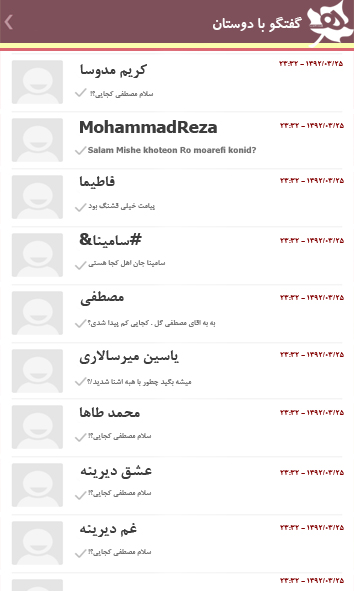 گفتگو با دوستان
کریم مدوسا
۱۳۹۲/۰۳/۲۵ – ۲۳:۳۲
سلام مصطفی کجایی؟؟
MohammadReza
۱۳۹۲/۰۳/۲۵ – ۲۳:۳۲
Salam Mishe khoteon Ro moarefi konid?
فاطیما
۱۳۹۲/۰۳/۲۵ – ۲۳:۳۲
پیامت خیلی قشنگ بود
#سامینا&
۱۳۹۲/۰۳/۲۵ – ۲۳:۳۲
سامینا جان اهل کجا هستی
مصطفی
۱۳۹۲/۰۳/۲۵ – ۲۳:۳۲
به به اقای مصطفی گل . کجایی کم پیدا شدی؟
یاسین میرسالاری
۱۳۹۲/۰۳/۲۵ – ۲۳:۳۲
میشه بگید چطور با هبه اشنا شدید/؟
محمد طاها
۱۳۹۲/۰۳/۲۵ – ۲۳:۳۲
سلام مصطفی کجایی؟؟
عشق دیرینه
۱۳۹۲/۰۳/۲۵ – ۲۳:۳۲
سلام مصطفی کجایی؟؟
غم دیرینه
۱۳۹۲/۰۳/۲۵ – ۲۳:۳۲
سلام مصطفی کجایی؟؟
۱۳۹۲/۰۳/۲۵ – ۲۳:۳۲